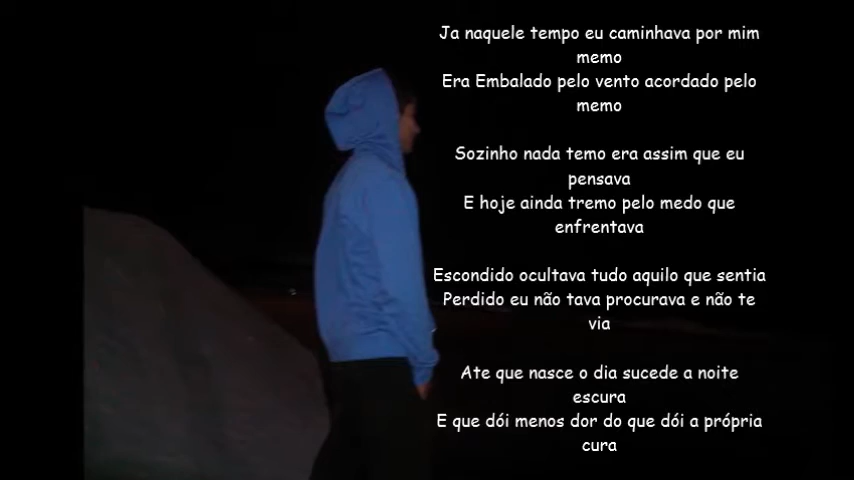 Ja naquele tempo eu caminhava por mim
memo
Era Embalado pelo vento acordado pelo
memo
Sozinho nada temo era assim que eu
pensava
E hoje ainda tremo pelo medo que
enfrentava
Escondido ocultava tudo aquilo que sentia
Perdido eu não tava procurava e não te
via
Ate que nasce o dia sucede a noite
escura
E que dói menos dor do que dói a própria
cura